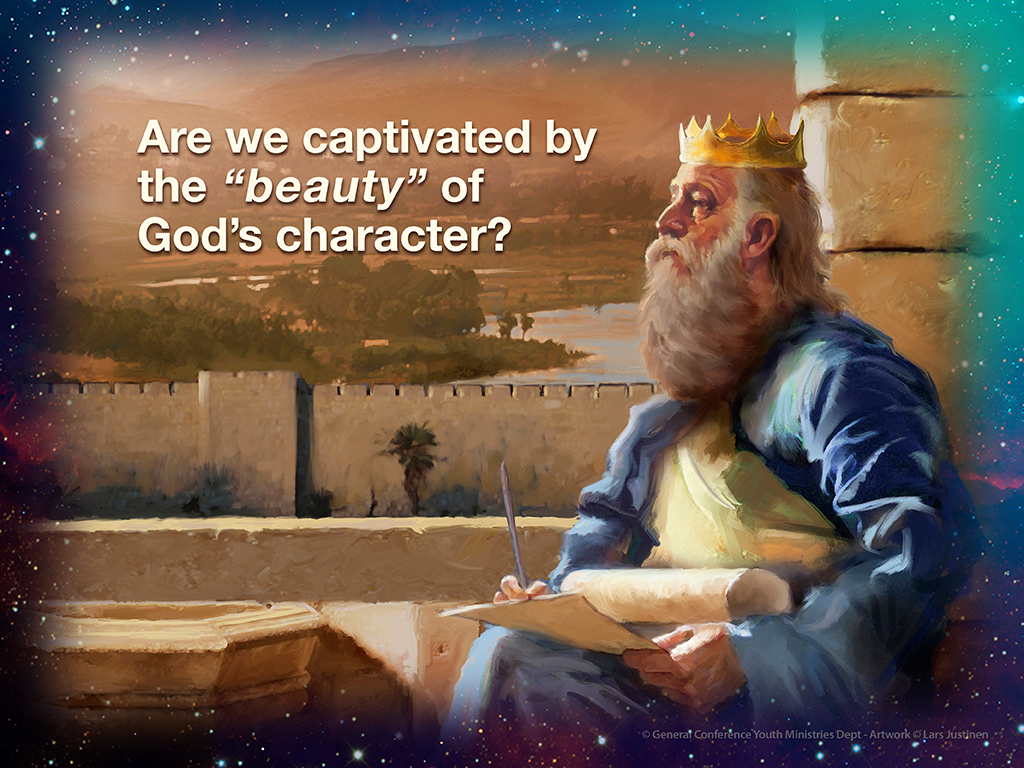 Are we captivated by
the “beauty” of
God’s character?
© General Conference Youth Ministries Dept - Artwork © Lars Justinen